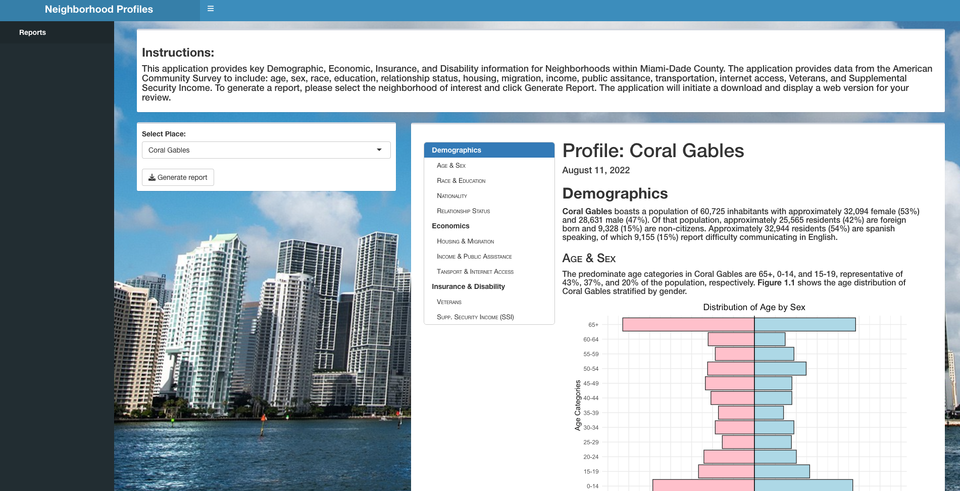 Neighborhood Profiles
Reports
Instructions:
This application provides key Demographic, Economic, Insurance, and Disability information for Neighborhoods within Miami-Dade County. The application provides data from the American
Community Survey to include: age, sex, race, education, relationship status, housing, migration, income, public assitance, transportation, internet access, Veterans, and Supplemental
Security Income. To generate a report, please select the neighborhood of interest and click Generate Report. The application will initiate a download and display a web version for your
review.
Select Place:
Coral Gables
Generate report
Demographics
Age & Sex
Race & Education
Nationality
Relationship Status
Economics
Housing & Migration
Income & Public Assistance
Tansport & Internet Access
Insurance & Disability
Veterans
Supp. Security Income (SSI)
Profile: Coral Gables
August 11, 2022
Demographics
Coral Gables boasts a population of 60,725 inhabitants with approximately 32,094 female (53%)
and 28,631 male (47%). Of that population, approximately 25,565 residents (42%) are foreign
born and 9,328 (15%) are non-citizens. Approximately 32,944 residents (54%) are spanish
speaking, of which 9,155 (15%) report difficulty communicating in English.
Age & Sex
The predominate age categories in Coral Gables are 65+, 0-14, and 15-19, representive of
43%, 37%, and 20% of the population, respectively. Figure 1.1 shows the age distribution of
Coral Gables stratified by gender.
Distribution of Age by Sex
Age Categories
65+
60-64
55-59
50-54
45-49
40-44
35-39
30-34
25-29
20-24
15-19
0-14